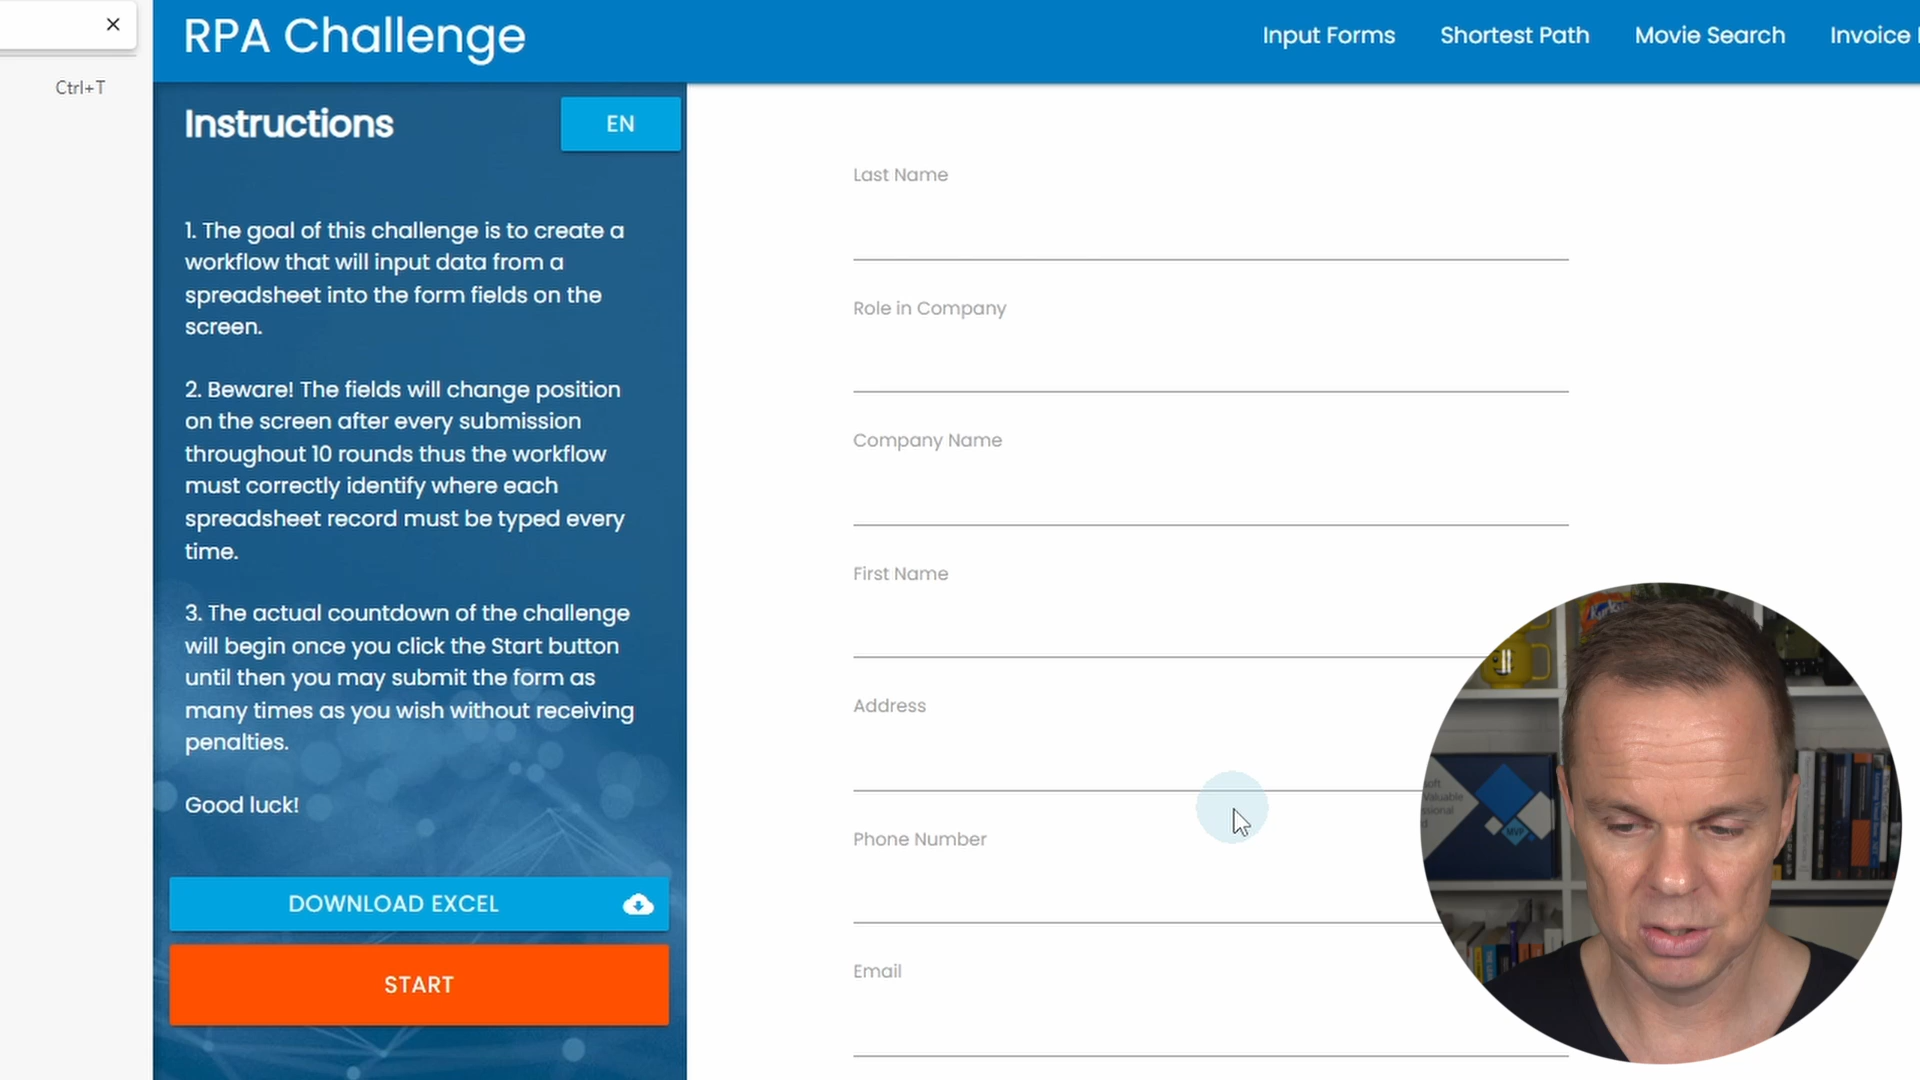 RPA Challenge
Input Forms
Shortest Path
Movie Search
Invoice
Ctrl+T
Instructions
EN
1. The goal of this challenge is to create a
workflow that will input data from a
spreadsheet into the form fields on the
screen.
2. Beware! The fields will change position
on the screen after every submission
throughout 10 rounds thus the workflow
must correctly identify where each
spreadsheet record must be typed every
time.
3. The actual countdown of the challenge
will begin once you click the Start button
until then you may submit the form as
many times as you wish without receiving
penalties.
Good luck!
DOWNLOAD EXCEL
START
Last Name
Role in Company
Company Name
First Name
Address
Phone Number
Email
MVP